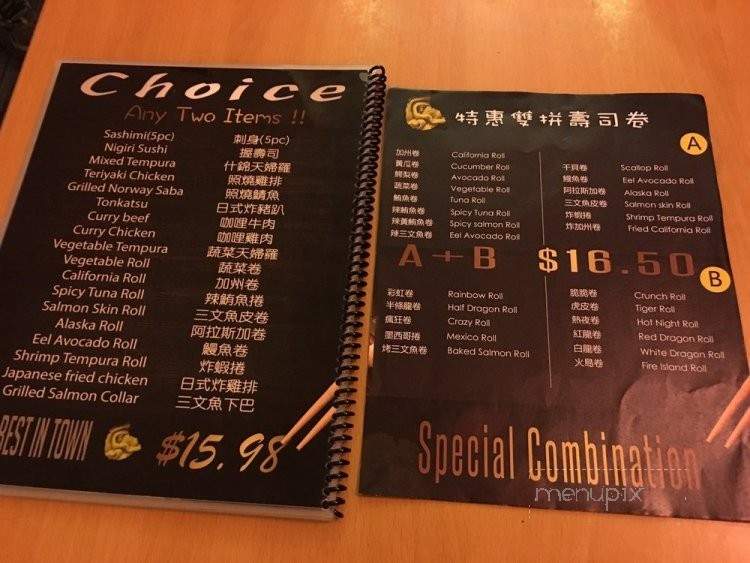 Choice
Any Two Items !!
Sashimi(5pc) 刺身(5pc)
Nigiri Sushi 握壽司
Mixed Tempura 什錦天婦羅
Teriyaki Chicken 照燒雞排
Grilled Norway Saba 照燒鯖魚
Tonkatsu 日式炸豬趴
Curry beef 咖哩牛肉
Curry Chicken 咖哩雞肉
Vegetable Tempura 蔬菜天婦羅
Vegetable Roll 蔬菜卷
California Roll 加州卷
Spicy Tuna Roll 辣鮪魚捲
Salmon Skin Roll 三文魚皮卷
Alaska Roll 阿拉斯加卷
Eel Avocado Roll 鰻魚卷
Shrimp Tempura Roll 炸蝦捲
Japanese fried chicken 日式炸雞排
Grilled Salmon Collar 三文魚下巴
BEST IN TOWN $15.98
特惠雙拼壽司卷
A
加州卷 California Roll
黃瓜卷 Cucumber Roll
鱷梨卷 Avocado Roll
蔬菜卷 Vegetable Roll
鮪魚卷 Tuna Roll
辣鮪魚卷 Spicy Tuna Roll
辣黃鮪魚卷 Spicy salmon Roll
辣三文魚卷 Eel Avocado Roll
干貝卷 Scallop Roll
鰻魚卷 Eel Avocado Roll
阿拉斯加卷 Alaska Roll
三文魚皮卷 Salmon skin Roll
炸蝦捲 Shrimp Tempura Roll
炸加州卷 Fried California Roll
A+B $16.50
B
彩虹卷 Rainbow Roll
半條龍卷 Half Dragon Roll
瘋狂卷 Crazy Roll
墨西哥捲 Mexico Roll
烤三文魚卷 Baked Salmon Roll
脆脆卷 Crunch Roll
虎皮卷 Tiger Roll
熱夜卷 Hot Night Roll
紅龍卷 Red Dragon Roll
白龍卷 White Dragon Roll
火島卷 Fire Island Roll
Special Combination
menupix